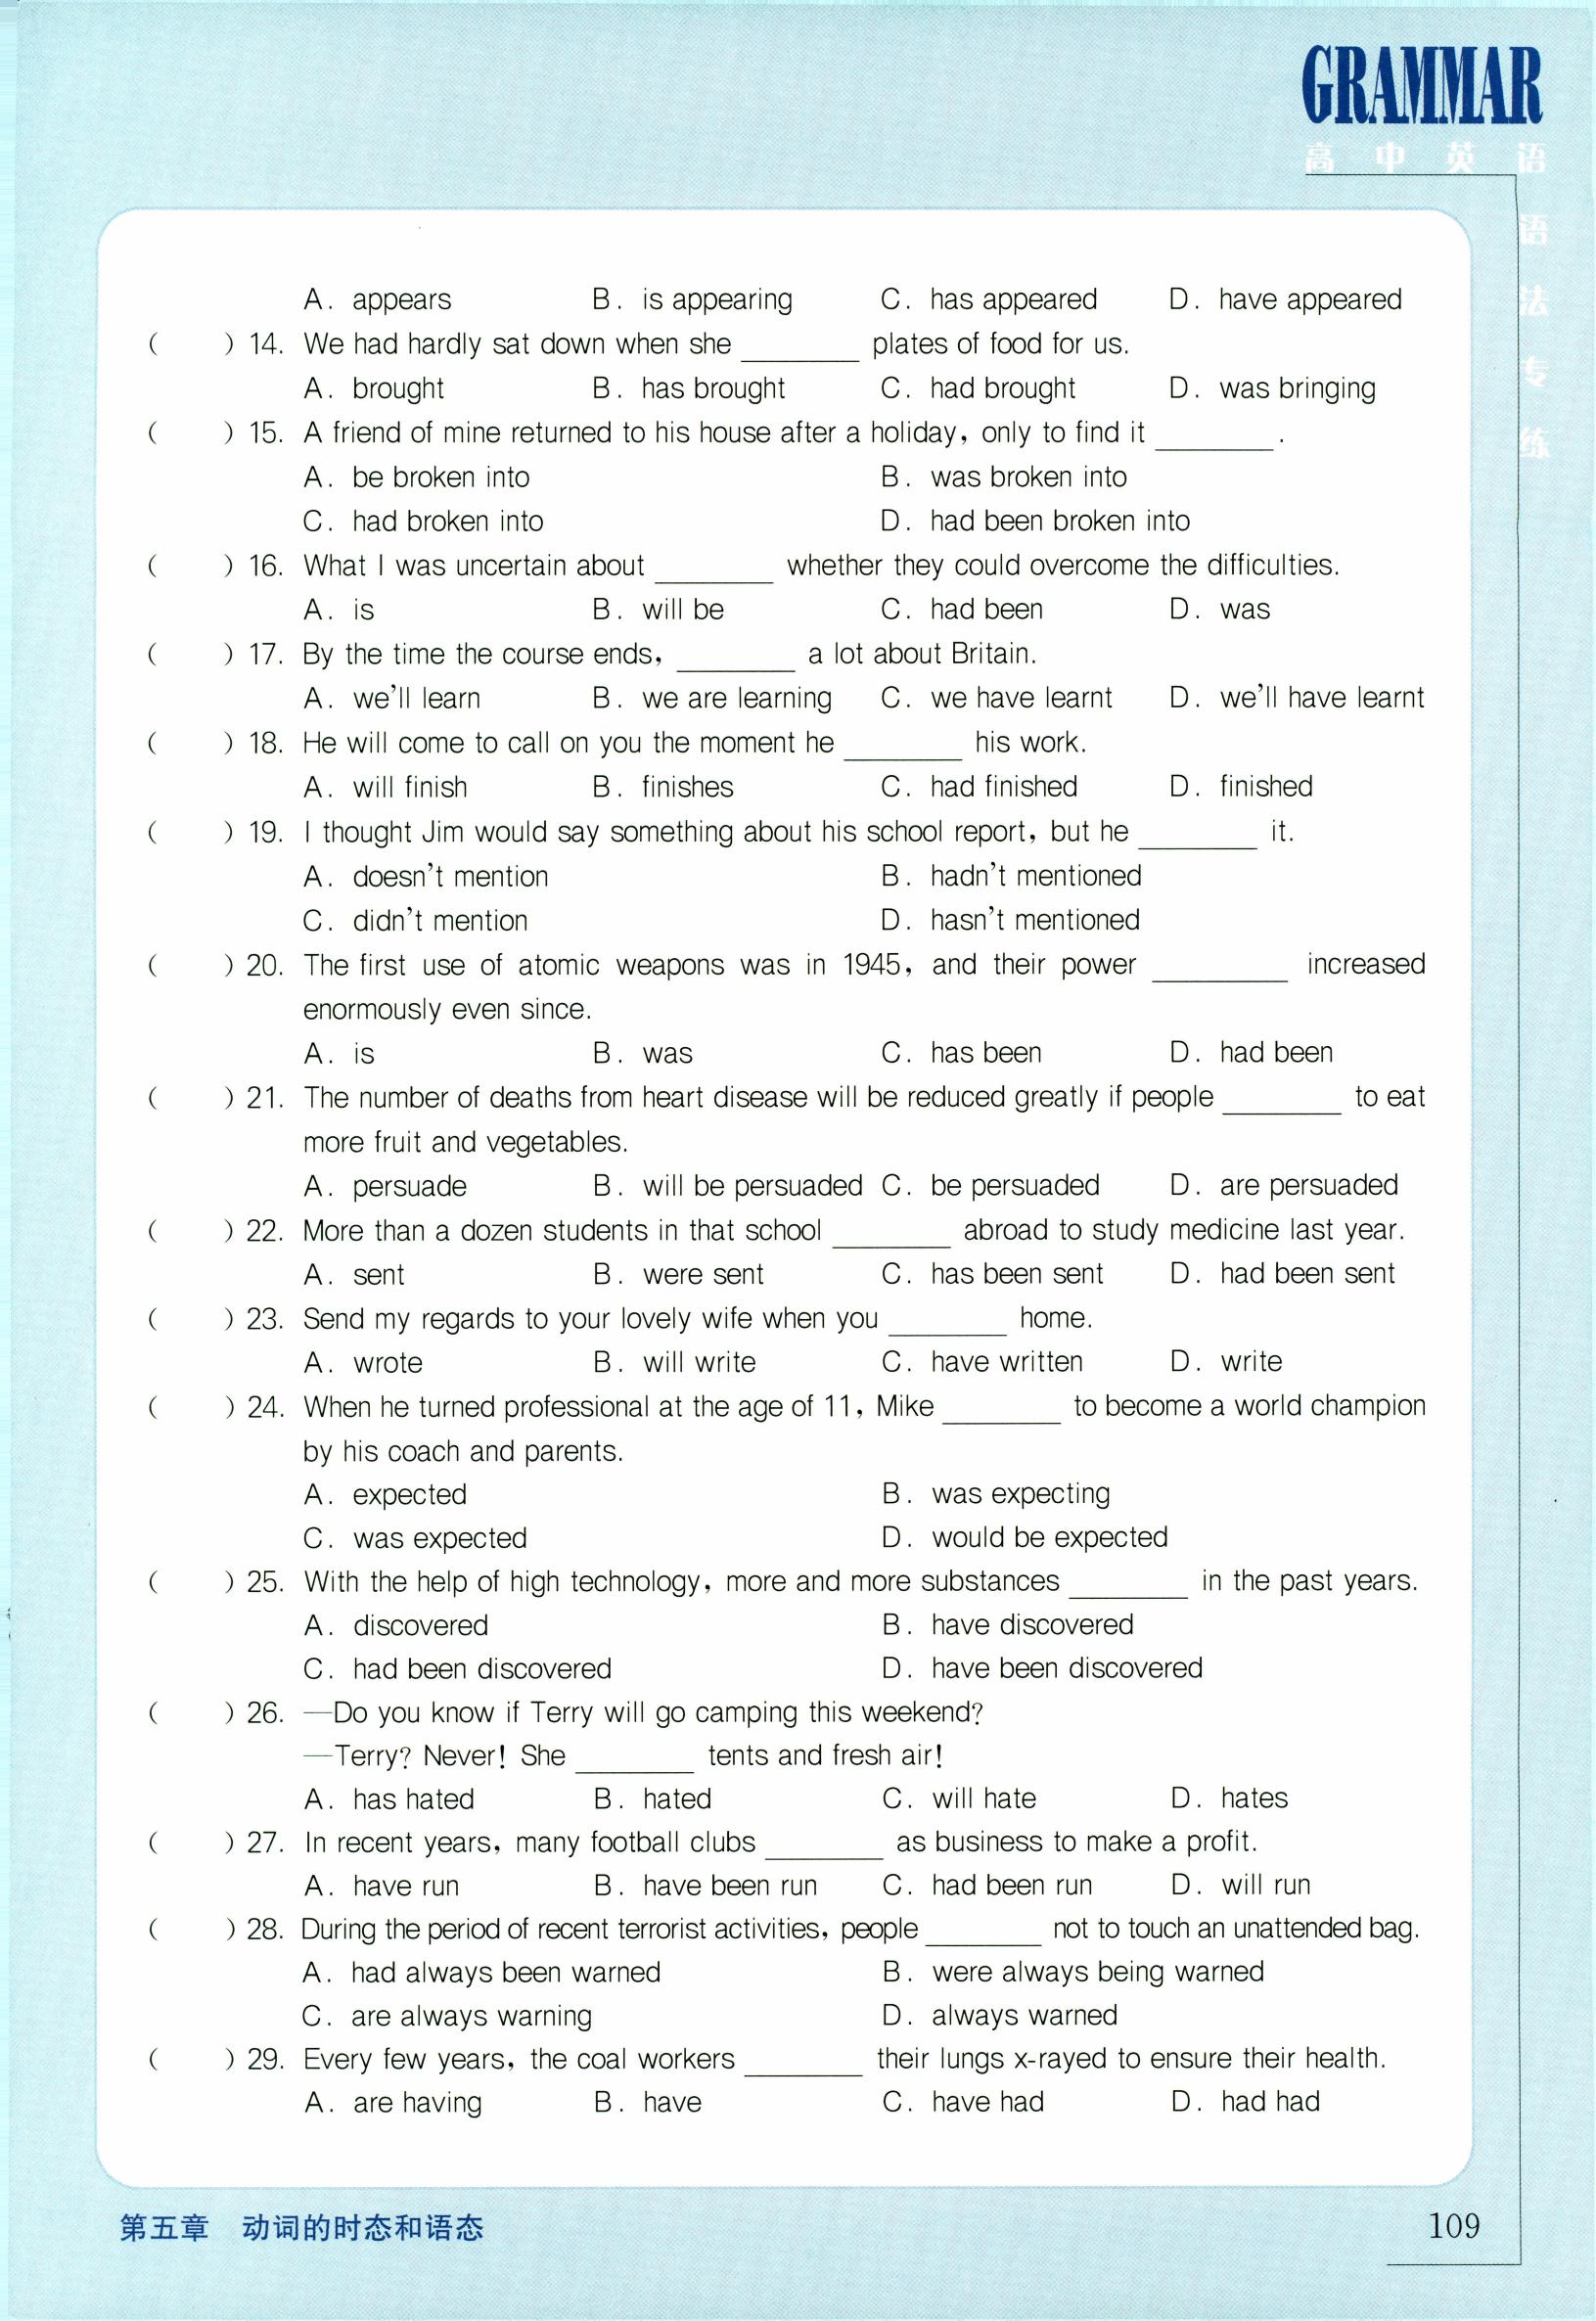 GRAMMAR
高中英语
语
法
专
练
A. appears B. is appearing C. has appeared D. have appeared
( ) 14. We had hardly sat down when she ________ plates of food for us.
A. brought B. has brought C. had brought D. was bringing
( ) 15. A friend of mine returned to his house after a holiday, only to find it ________.
A. be broken into B. was broken into
C. had broken into D. had been broken into
( ) 16. What I was uncertain about ________ whether they could overcome the difficulties.
A. is B. will be C. had been D. was
( ) 17. By the time the course ends, ________ a lot about Britain.
A. we'll learn B. we are learning C. we have learnt D. we'll have learnt
( ) 18. He will come to call on you the moment he ________ his work.
A. will finish B. finishes C. had finished D. finished
( ) 19. I thought Jim would say something about his school report, but he ________ it.
A. doesn't mention B. hadn't mentioned
C. didn't mention D. hasn't mentioned
( ) 20. The first use of atomic weapons was in 1945, and their power ________ increased
enormously even since.
A. is B. was C. has been D. had been
( ) 21. The number of deaths from heart disease will be reduced greatly if people ________ to eat
more fruit and vegetables.
A. persuade B. will be persuaded C. be persuaded D. are persuaded
( ) 22. More than a dozen students in that school ________ abroad to study medicine last year.
A. sent B. were sent C. has been sent D. had been sent
( ) 23. Send my regards to your lovely wife when you ________ home.
A. wrote B. will write C. have written D. write
( ) 24. When he turned professional at the age of 11, Mike ________ to become a world champion
by his coach and parents.
A. expected B. was expecting
C. was expected D. would be expected
( ) 25. With the help of high technology, more and more substances ________ in the past years.
A. discovered B. have discovered
C. had been discovered D. have been discovered
( ) 26. —Do you know if Terry will go camping this weekend?
—Terry? Never! She ________ tents and fresh air!
A. has hated B. hated C. will hate D. hates
( ) 27. In recent years, many football clubs ________ as business to make a profit.
A. have run B. have been run C. had been run D. will run
( ) 28. During the period of recent terrorist activities, people ________ not to touch an unattended bag.
A. had always been warned B. were always being warned
C. are always warning D. always warned
( ) 29. Every few years, the coal workers ________ their lungs x-rayed to ensure their health.
A. are having B. have C. have had D. had had
第五章 动词的时态和语态 109